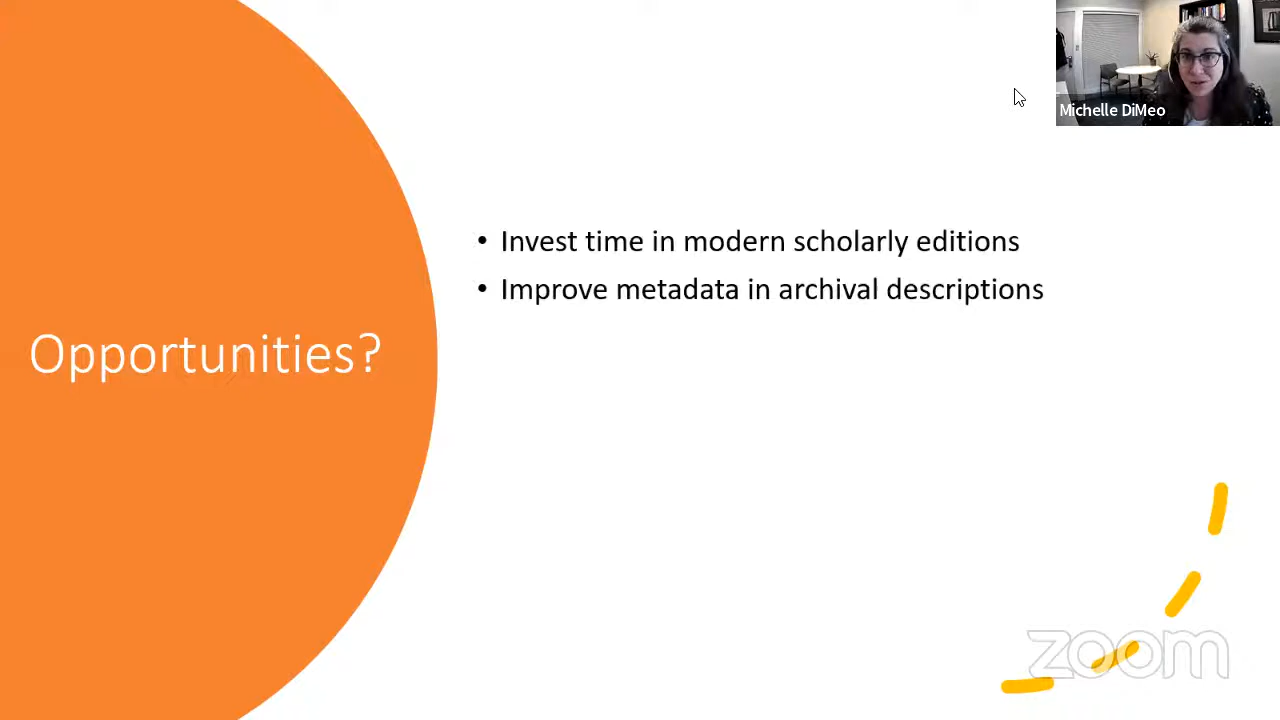 Michelle DiMeo
• Invest time in modern scholarly editions
• Improve metadata in archival descriptions
Opportunities?
zoom